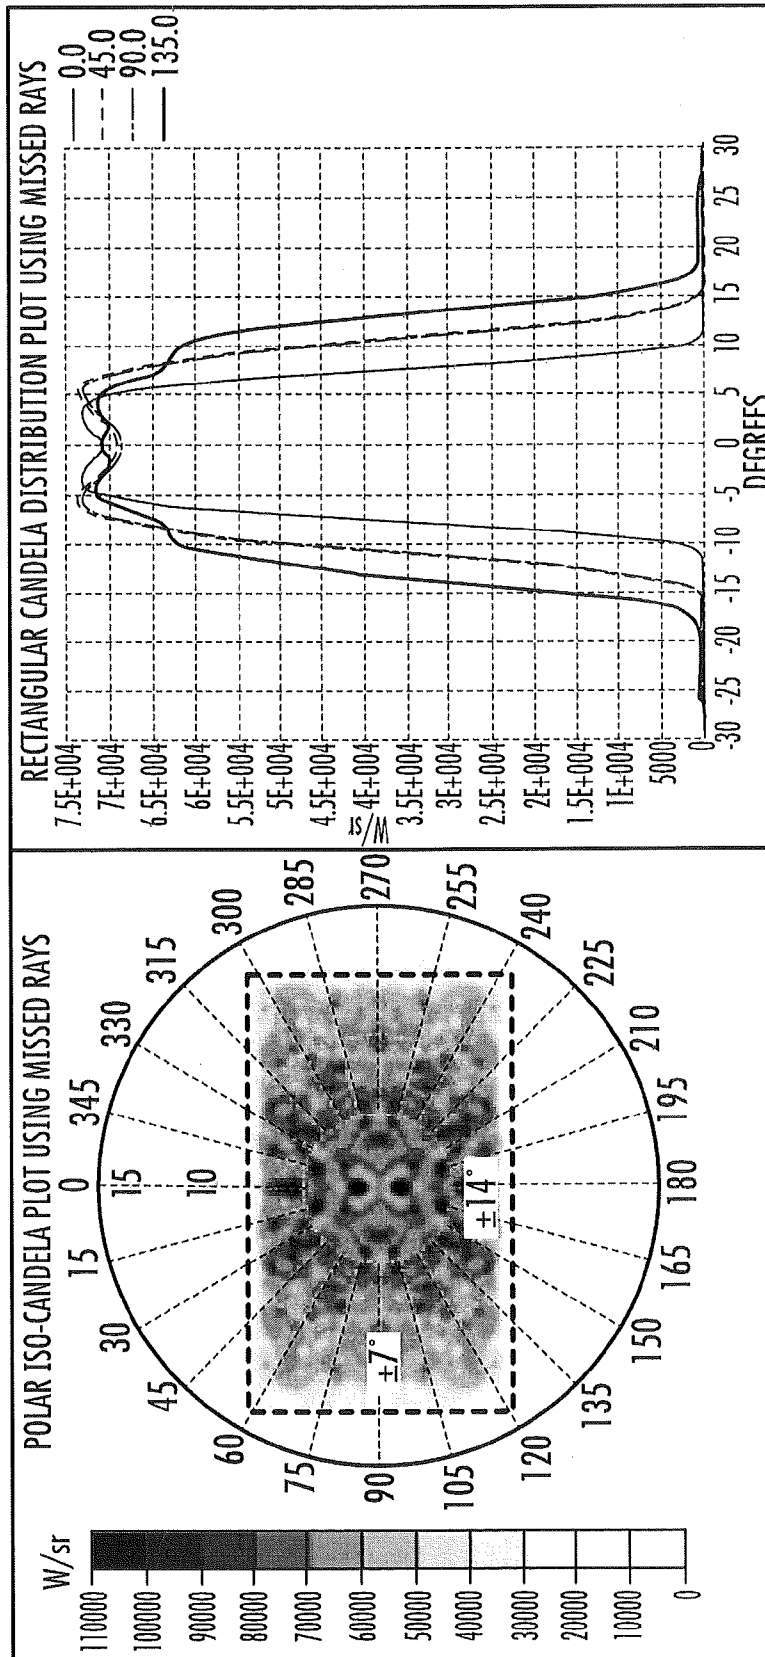 POLAR ISO-CANDELA PLOT USING MISSED RAYS
W/sr
110000
100000
90000
80000
70000
60000
50000
40000
30000
20000
10000
0
0
345
330
315
300
285
270
255
240
225
210
195
180
165
150
135
120
105
90
75
60
45
30
15
15
10
±7°
±14°
RECTANGULAR CANDELA DISTRIBUTION PLOT USING MISSED RAYS
0.0
45.0
90.0
135.0
W/sr
7.5E+004
7E+004
6.5E+004
6E+004
5.5E+004
5E+004
4.5E+004
4E+004
3.5E+004
3E+004
2.5E+004
2E+004
1.5E+004
1E+004
5000
0
-30 -25 -20 -15 -10 -5 0 5 10 15 20 25 30
DEGREES